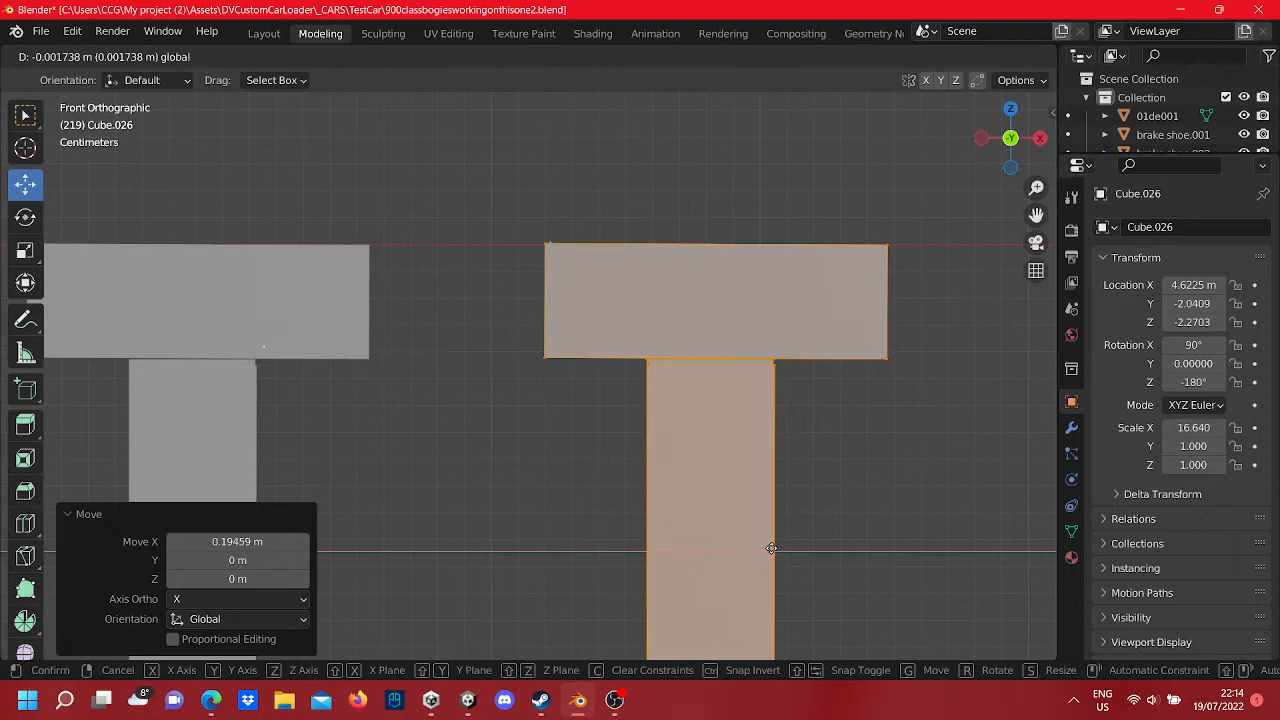 Blender* [C:\Users\CCG\My project (2)\Assets\DVCustomCarLoader\_CARS\TestCar\900classbogiesworkingonthisone2.blend]
File Edit Render Window Help Layout Modeling Sculpting UV Editing Texture Paint Shading Animation Rendering Compositing Geometry No Scene ViewLayer
D: -0.001738 m (0.001738 m) global
Orientation: Default Drag: Select Box X Y Z Options
Front Orthographic
(219) Cube.026
Centimeters
Z
-Y X
Scene Collection
Collection
01de001
brake shoe.001
Cube.026
Cube.026
Transform
Location X 4.6225 m
Y -2.0409
Z -2.2703
Rotation X 90°
Y 0.00000
Z -180°
Mode XYZ Euler
Scale X 16.640
Y 1.000
Z 1.000
Delta Transform
Relations
Collections
Instancing
Motion Paths
Visibility
Viewport Display
Move
Move X 0.19459 m
Y 0 m
Z 0 m
Axis Ortho X
Orientation Global
Proportional Editing
Confirm Cancel X X Axis Y Y Axis Z Z Axis X X Plane Y Y Plane Z Z Plane C Clear Constraints Ctrl Snap Invert Snap Toggle G Move R Rotate S Resize Automatic Constraint Auto
8°
ENG
US
22:14
19/07/2022
1